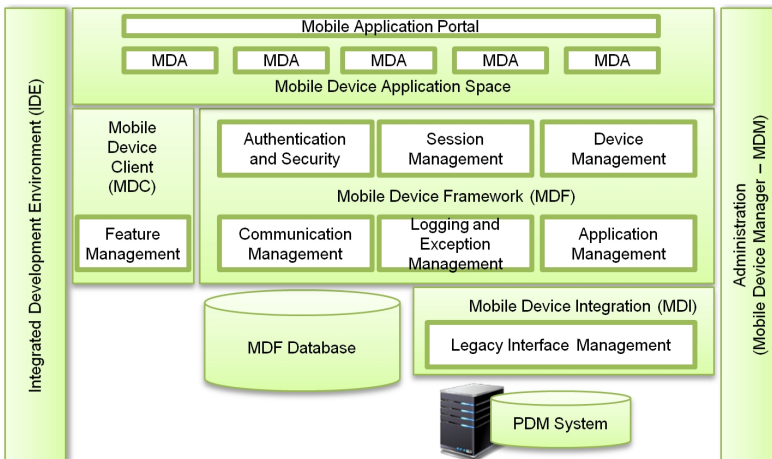 Integrated Development Environment (IDE)
Mobile Application Portal
MDA
MDA
MDA
MDA
MDA
Mobile Device Application Space
Mobile
Device
Client
(MDC)
Feature
Management
Authentication
and Security
Session
Management
Device
Management
Mobile Device Framework (MDF)
Communication
Management
Logging and
Exception
Management
Application
Management
MDF Database
Mobile Device Integration (MDI)
Legacy Interface Management
PDM System
Administration
(Mobile Device Manager – MDM)